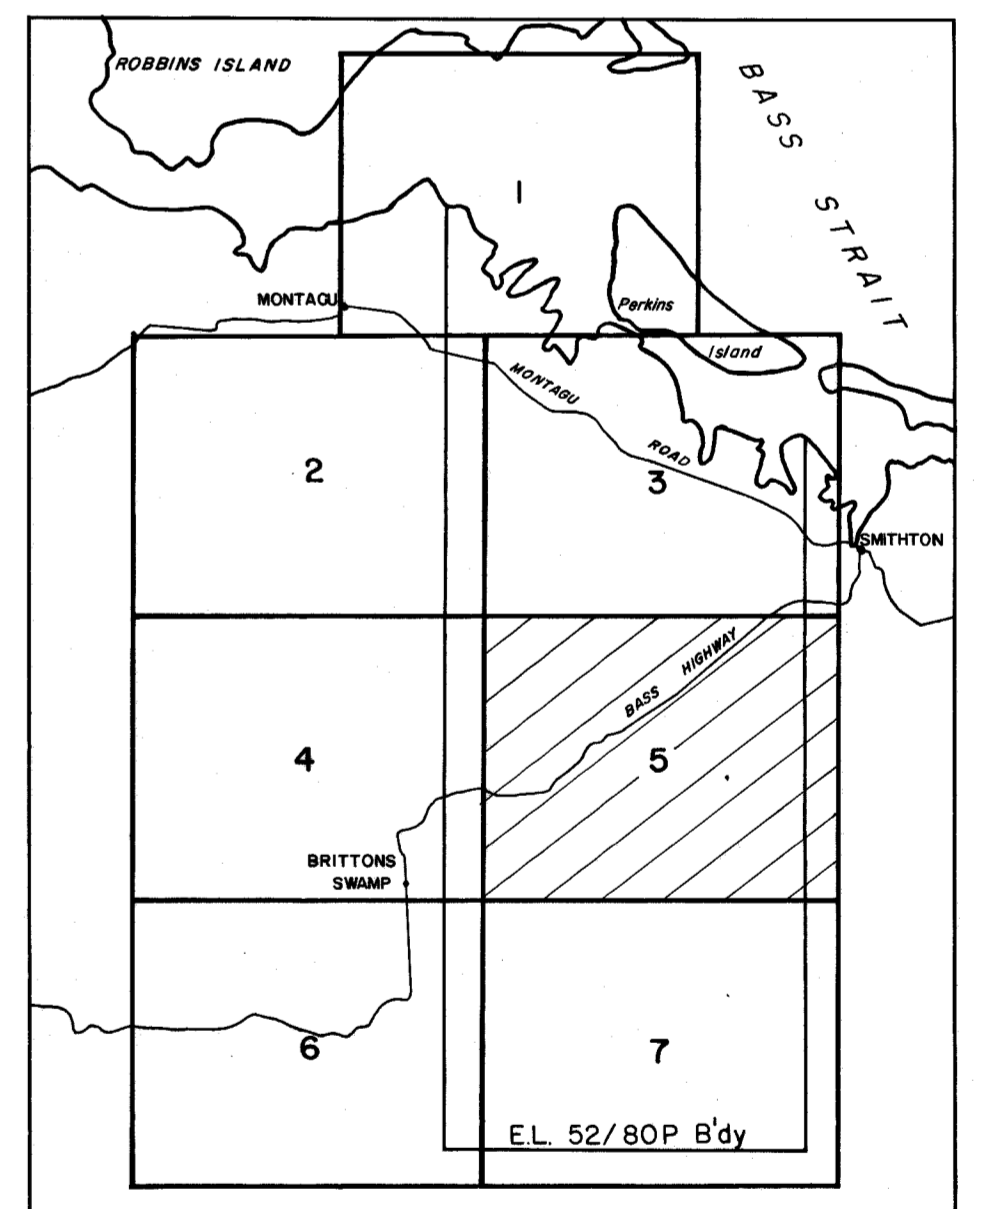 ROBBINS ISLAND
BASS STRAIT
1
MONTAGU
Perkins
Island
MONTAGU ROAD
2
3
SMITHTON
BASS HIGHWAY
4
5
BRITTONS
SWAMP
6
7
E.L. 52/80P B'dy